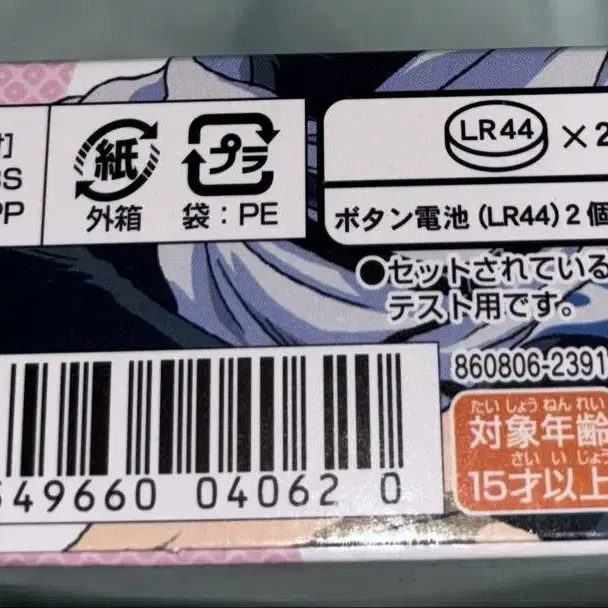 紙
外箱
プラ
袋：PE
LR44 ×2
ボタン電池（LR44）2個
●セットされている
テスト用です。
860806-2391
49660 04062 0
たいしょうねんれい
対象年齢
さいいじょう
15才以上